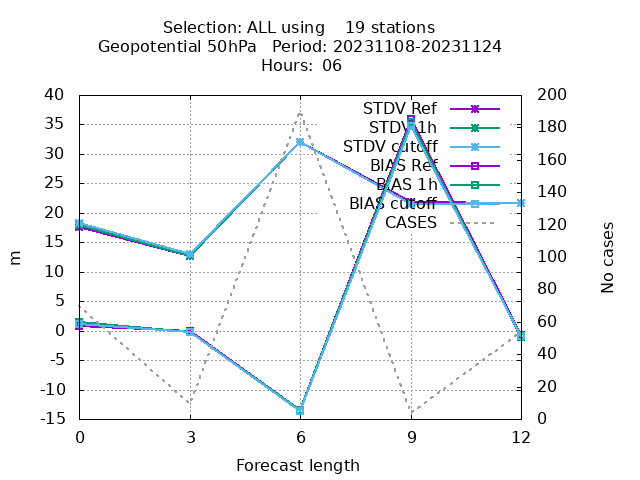 Selection: ALL using    19 stations
Geopotential 50hPa   Period: 20231108-20231124
Hours: 06
STDV Ref
STDV 1h
STDV cutoff
BIAS Ref
BIAS 1h
BIAS cutoff
CASES
40
35
30
25
20
15
10
5
0
-5
-10
-15
m
200
180
160
140
120
100
80
60
40
20
0
No cases
0 3 6 9 12
Forecast length